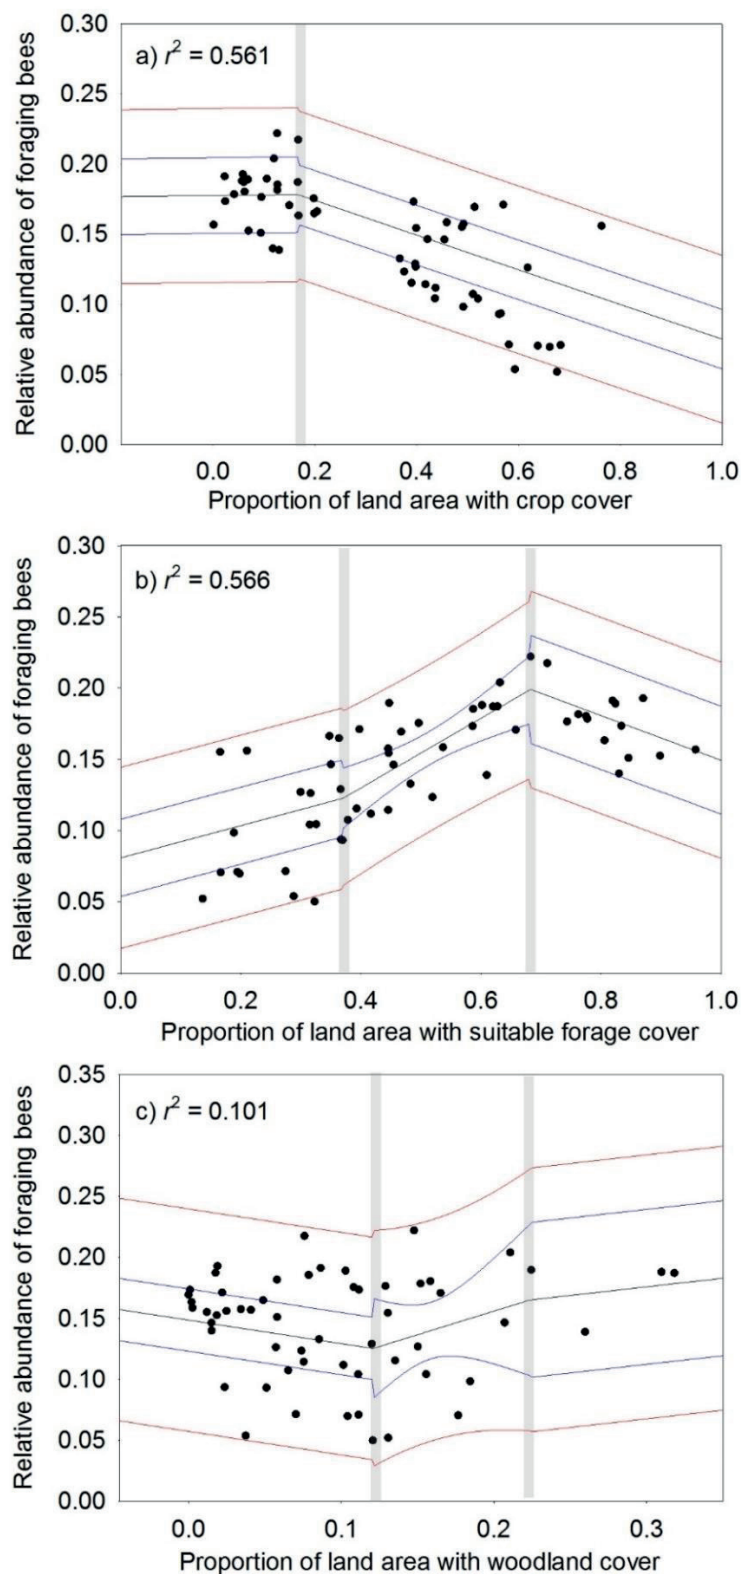 Relative abundance of foraging bees
a) r² = 0.561
0.30
0.25
0.20
0.15
0.10
0.05
0.00
0.0 0.2 0.4 0.6 0.8 1.0
Proportion of land area with crop cover
Relative abundance of foraging bees
b) r² = 0.566
0.30
0.25
0.20
0.15
0.10
0.05
0.00
0.0 0.2 0.4 0.6 0.8 1.0
Proportion of land area with suitable forage cover
Relative abundance of foraging bees
c) r² = 0.101
0.35
0.30
0.25
0.20
0.15
0.10
0.05
0.00
0.0 0.1 0.2 0.3
Proportion of land area with woodland cover